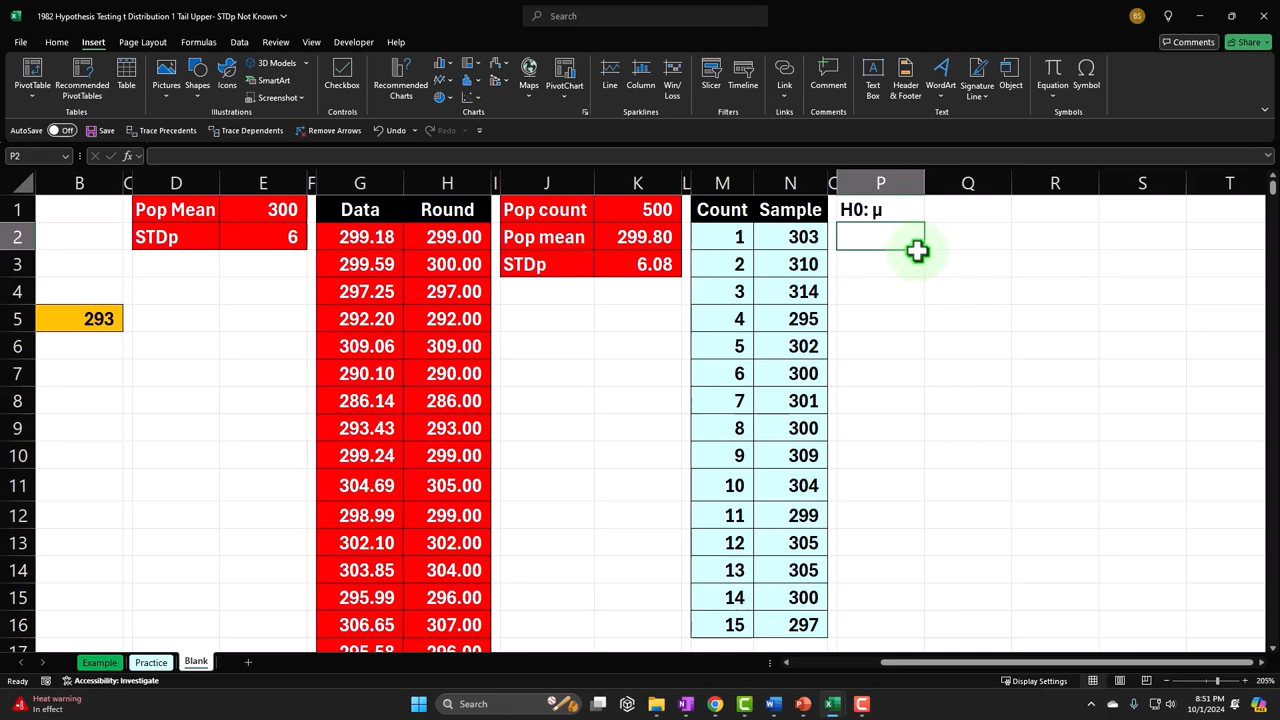 1982 Hypothesis Testing t Distribution 1 Tail Upper- STDp Not Known
Search
BS
File Home Insert Page Layout Formulas Data Review View Developer Help
Comments Share
PivotTable Recommended PivotTables Table
Tables
Pictures Shapes Icons 3D Models SmartArt Screenshot
Illustrations
Checkbox
Controls
Recommended Charts Maps PivotChart
Charts
Line Column Win/Loss
Sparklines
Slicer Timeline
Filters
Link
Links
Comment
Comments
Text Box Header & Footer WordArt Signature Line Object
Text
Equation Symbol
Symbols
AutoSave Off Save Trace Precedents Trace Dependents Remove Arrows Undo Redo
P2 fx
B C D E F G H I J K L M N P Q R S T
1 Pop Mean 300 Data Round Pop count 500 Count Sample H0: µ
2 STDp 6 299.18 299.00 Pop mean 299.80 1 303
3 299.59 300.00 STDp 6.08 2 310
4 297.25 297.00 3 314
5 293 292.20 292.00 4 295
6 309.06 309.00 5 302
7 290.10 290.00 6 300
8 286.14 286.00 7 301
9 293.43 293.00 8 300
10 299.24 299.00 9 309
11 304.69 305.00 10 304
12 298.99 299.00 11 299
13 302.10 302.00 12 305
14 303.85 304.00 13 305
15 295.99 296.00 14 300
16 306.65 307.00 15 297
17 295.58 296.00
Example Practice Blank
Ready Accessibility: Investigate Display Settings 205%
Heat warning
In effect
Search
8:51 PM
10/1/2024